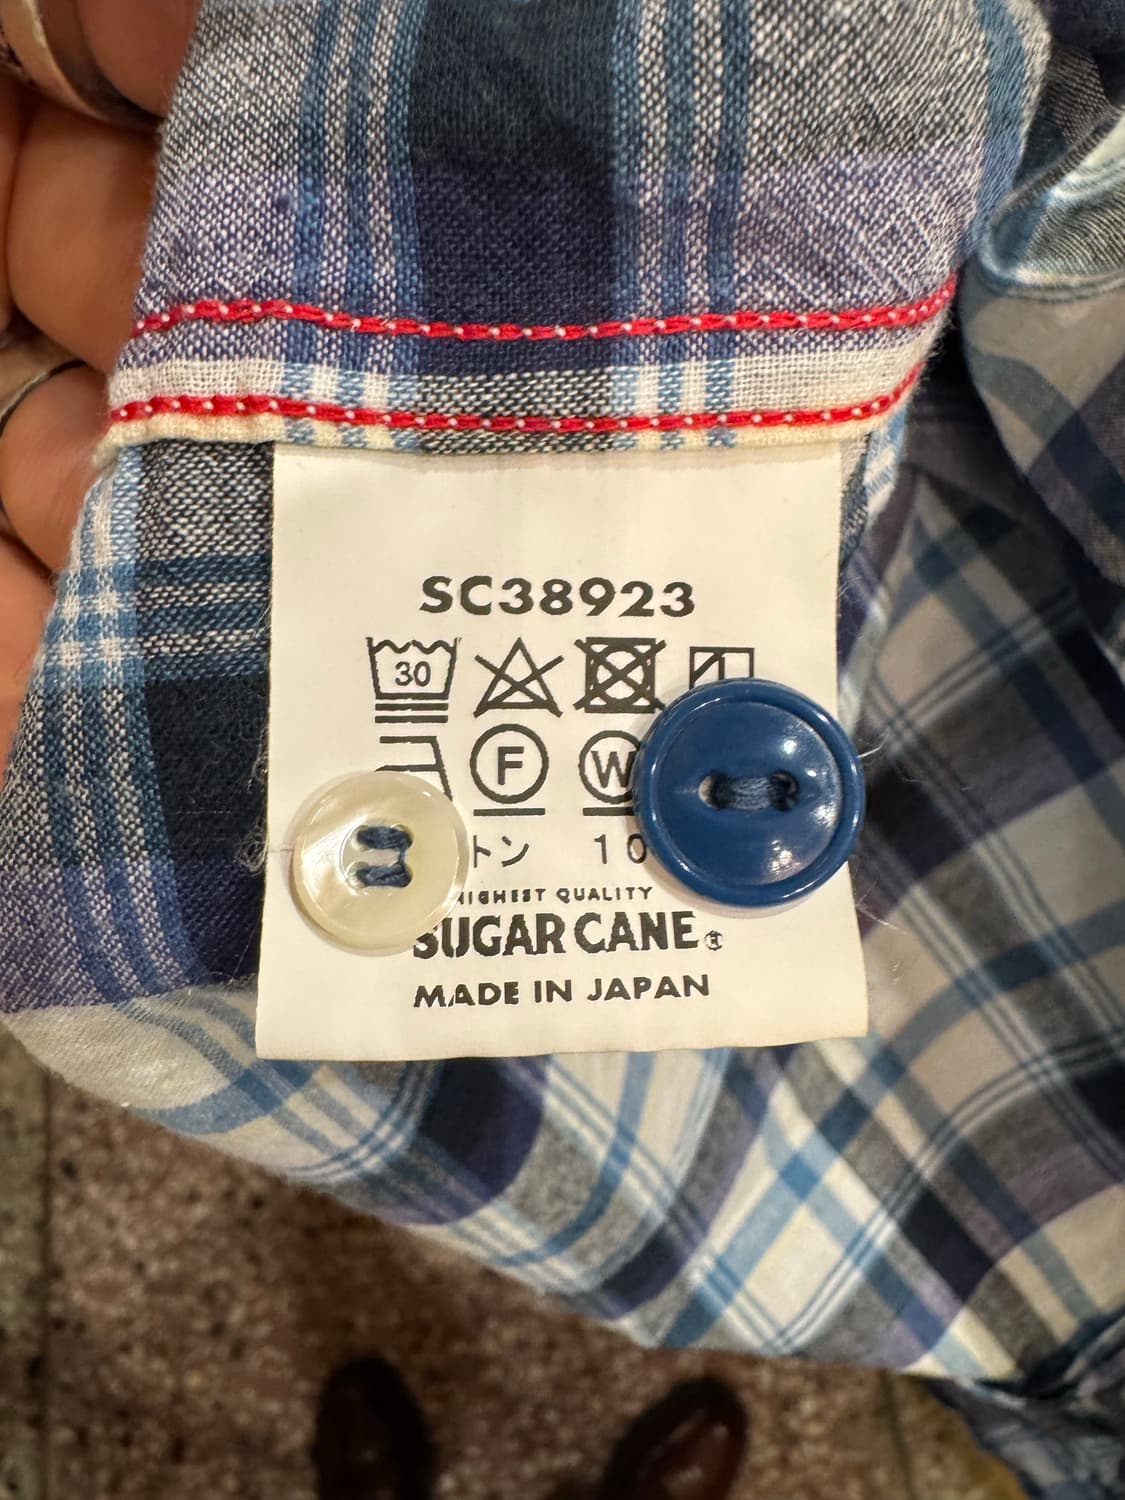 SC38923
30
F W
トン 10
HIGHEST QUALITY
SUGAR CANE®
MADE IN JAPAN